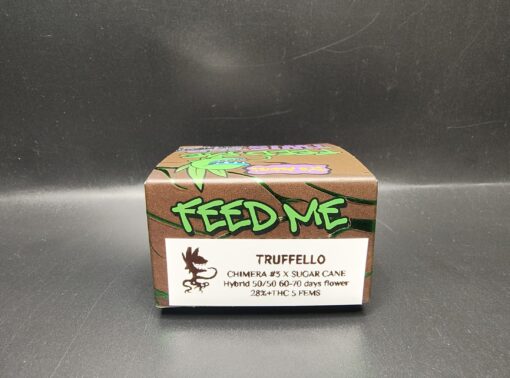 FEED ME
TRUFFELLO
CHIMERA #3 X SUGAR CANE
Hybrid 50/50 60-70 days flower
28%+THC 5 FEMS